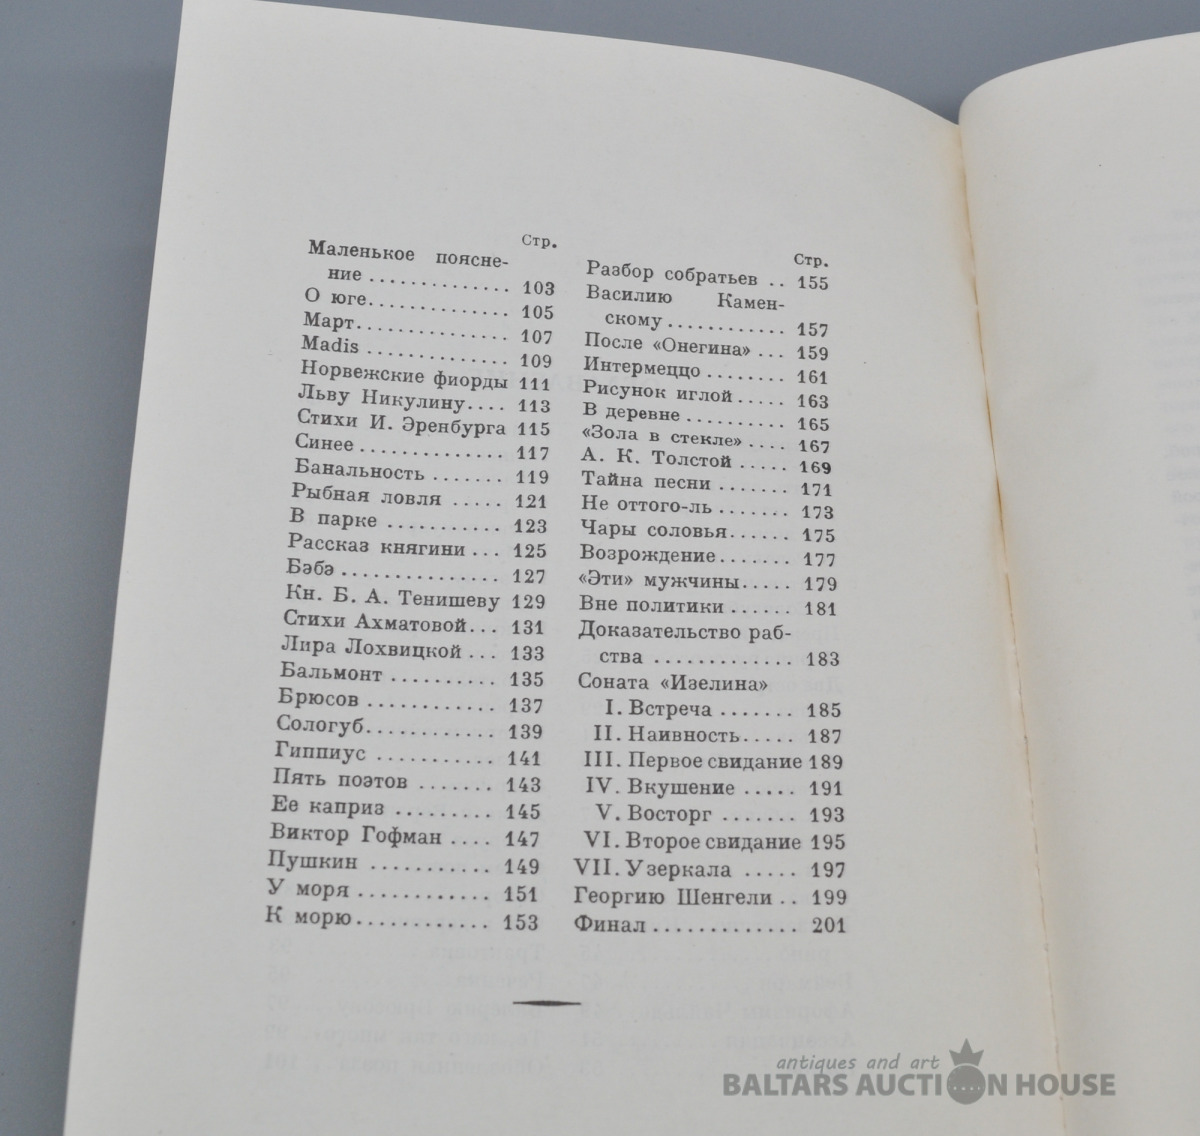 Стр.
Маленькое поясне-
ние ............. 103
О юге............. 105
Март.............. 107
Madis ............. 109
Норвежские фиорды 111
Льву Никулину.... 113
Стихи И. Эренбурга 115
Синее ............. 117
Банальность ....... 119
Рыбная ловля ..... 121
В парке ........... 123
Рассказ княгини ... 125
Бэбэ ............... 127
Кн. Б. А. Тенишеву 129
Стихи Ахматовой... 131
Лира Лохвицкой ... 133
Бальмонт .......... 135
Брюсов ............ 137
Сологуб............ 139
Гиппиус ........... 141
Пять поэтов ....... 143
Ее каприз ......... 145
Виктор Гофман .... 147
Пушкин ........... 149
У моря ............ 151
К морю............ 153
Стр.
Разбор собратьев .. 155
Василию Камен-
скому ............ 157
После «Онегина» ... 159
Интермеццо ........ 161
Рисунок иглой ..... 163
В деревне .......... 165
«Зола в стекле» .... 167
А. К. Толстой ..... 169
Тайна песни ....... 171
Не оттого-ль ....... 173
Чары соловья...... 175
Возрождение....... 177
«Эти» мужчины..... 179
Вне политики ...... 181
Доказательство раб-
ства ............. 183
Соната «Изелина»
I. Встреча ....... 185
II. Наивность..... 187
III. Первое свидание 189
IV. Вкушение ..... 191
V. Восторг ....... 193
VI. Второе свидание 195
VII. У зеркала ..... 197
Георгию Шенгели .. 199
Финал ............. 201
antiques and art
BALTARS AUCTION HOUSE